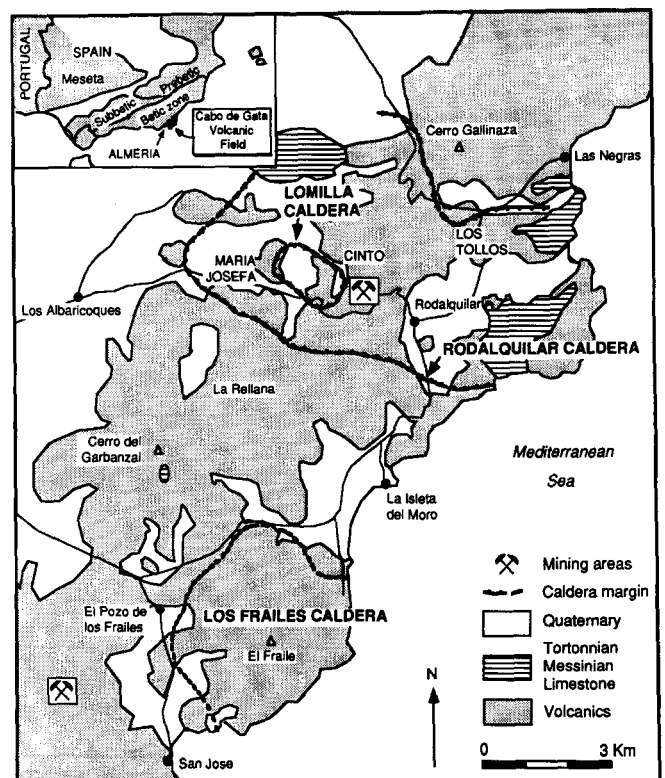 PORTUGAL
SPAIN
Meseta
Prebetic
Subbetic
Betic zone
Cabo de Gata
Volcanic
Field
ALMERIA
Cerro Gallinaza
Las Negras
LOMILLA
CALDERA
MARIA
JOSEFA
CINTO
LOS
TOLLOS
Los Albaricoques
Rodalquilar
RODALQUILAR CALDERA
La Rellana
Cerro del
Garbanzal
Mediterranean
Sea
La Isleta
del Moro
El Pozo de
los Frailes
LOS FRAILES CALDERA
El Fraile
San Jose
Mining areas
Caldera margin
Quaternary
Tortonnian
Messinian
Limestone
Volcanics
N
0 3 Km